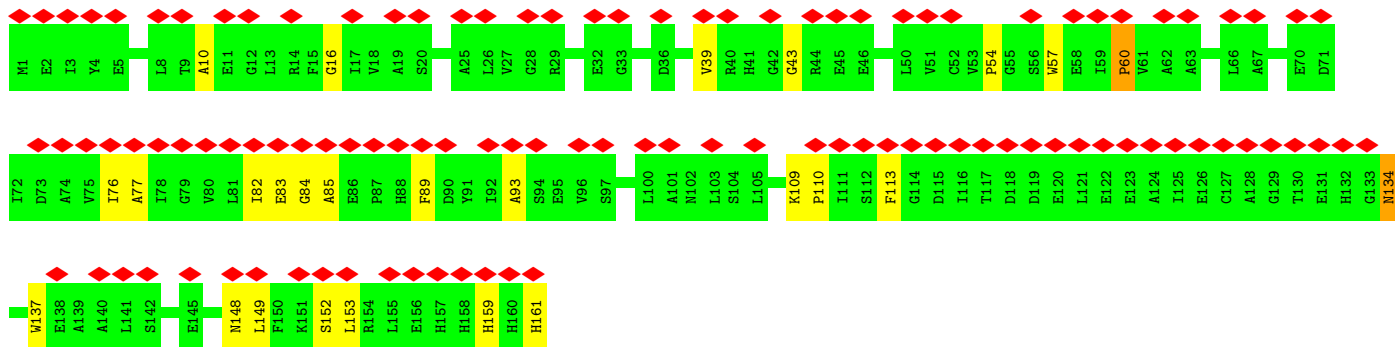 M1 E2 I3 Y4 E5 L8 T9 A10 E11 G12 L13 R14 F15 G16 I17 V18 A19 S20 A25 L26 V27 G28 R29 E32 G33 D36 V39 R40 H41 G42 G43 R44 E45 E46 L50 V51 C52 V53 P54 G55 S56 W57 E58 I59 P60 V61 A62 A63 L66 A67 E70 D71
I72 D73 A74 V75 I76 A77 I78 G79 V80 L81 I82 E83 G84 A85 E86 P87 H88 F89 D90 Y91 I92 A93 S94 E95 V96 S97 L100 A101 N102 L103 S104 L105 K109 P110 I111 S112 F113 G114 D115 I116 T117 D118 D119 E120 L121 E122 E123 A124 I125 E126 C127 A128 G129 T130 E131 H132 G133 N134
W137 E138 A139 A140 L141 S142 E145 N148 L149 F150 K151 S152 L153 R154 L155 E156 H157 H158 H159 H160 H161